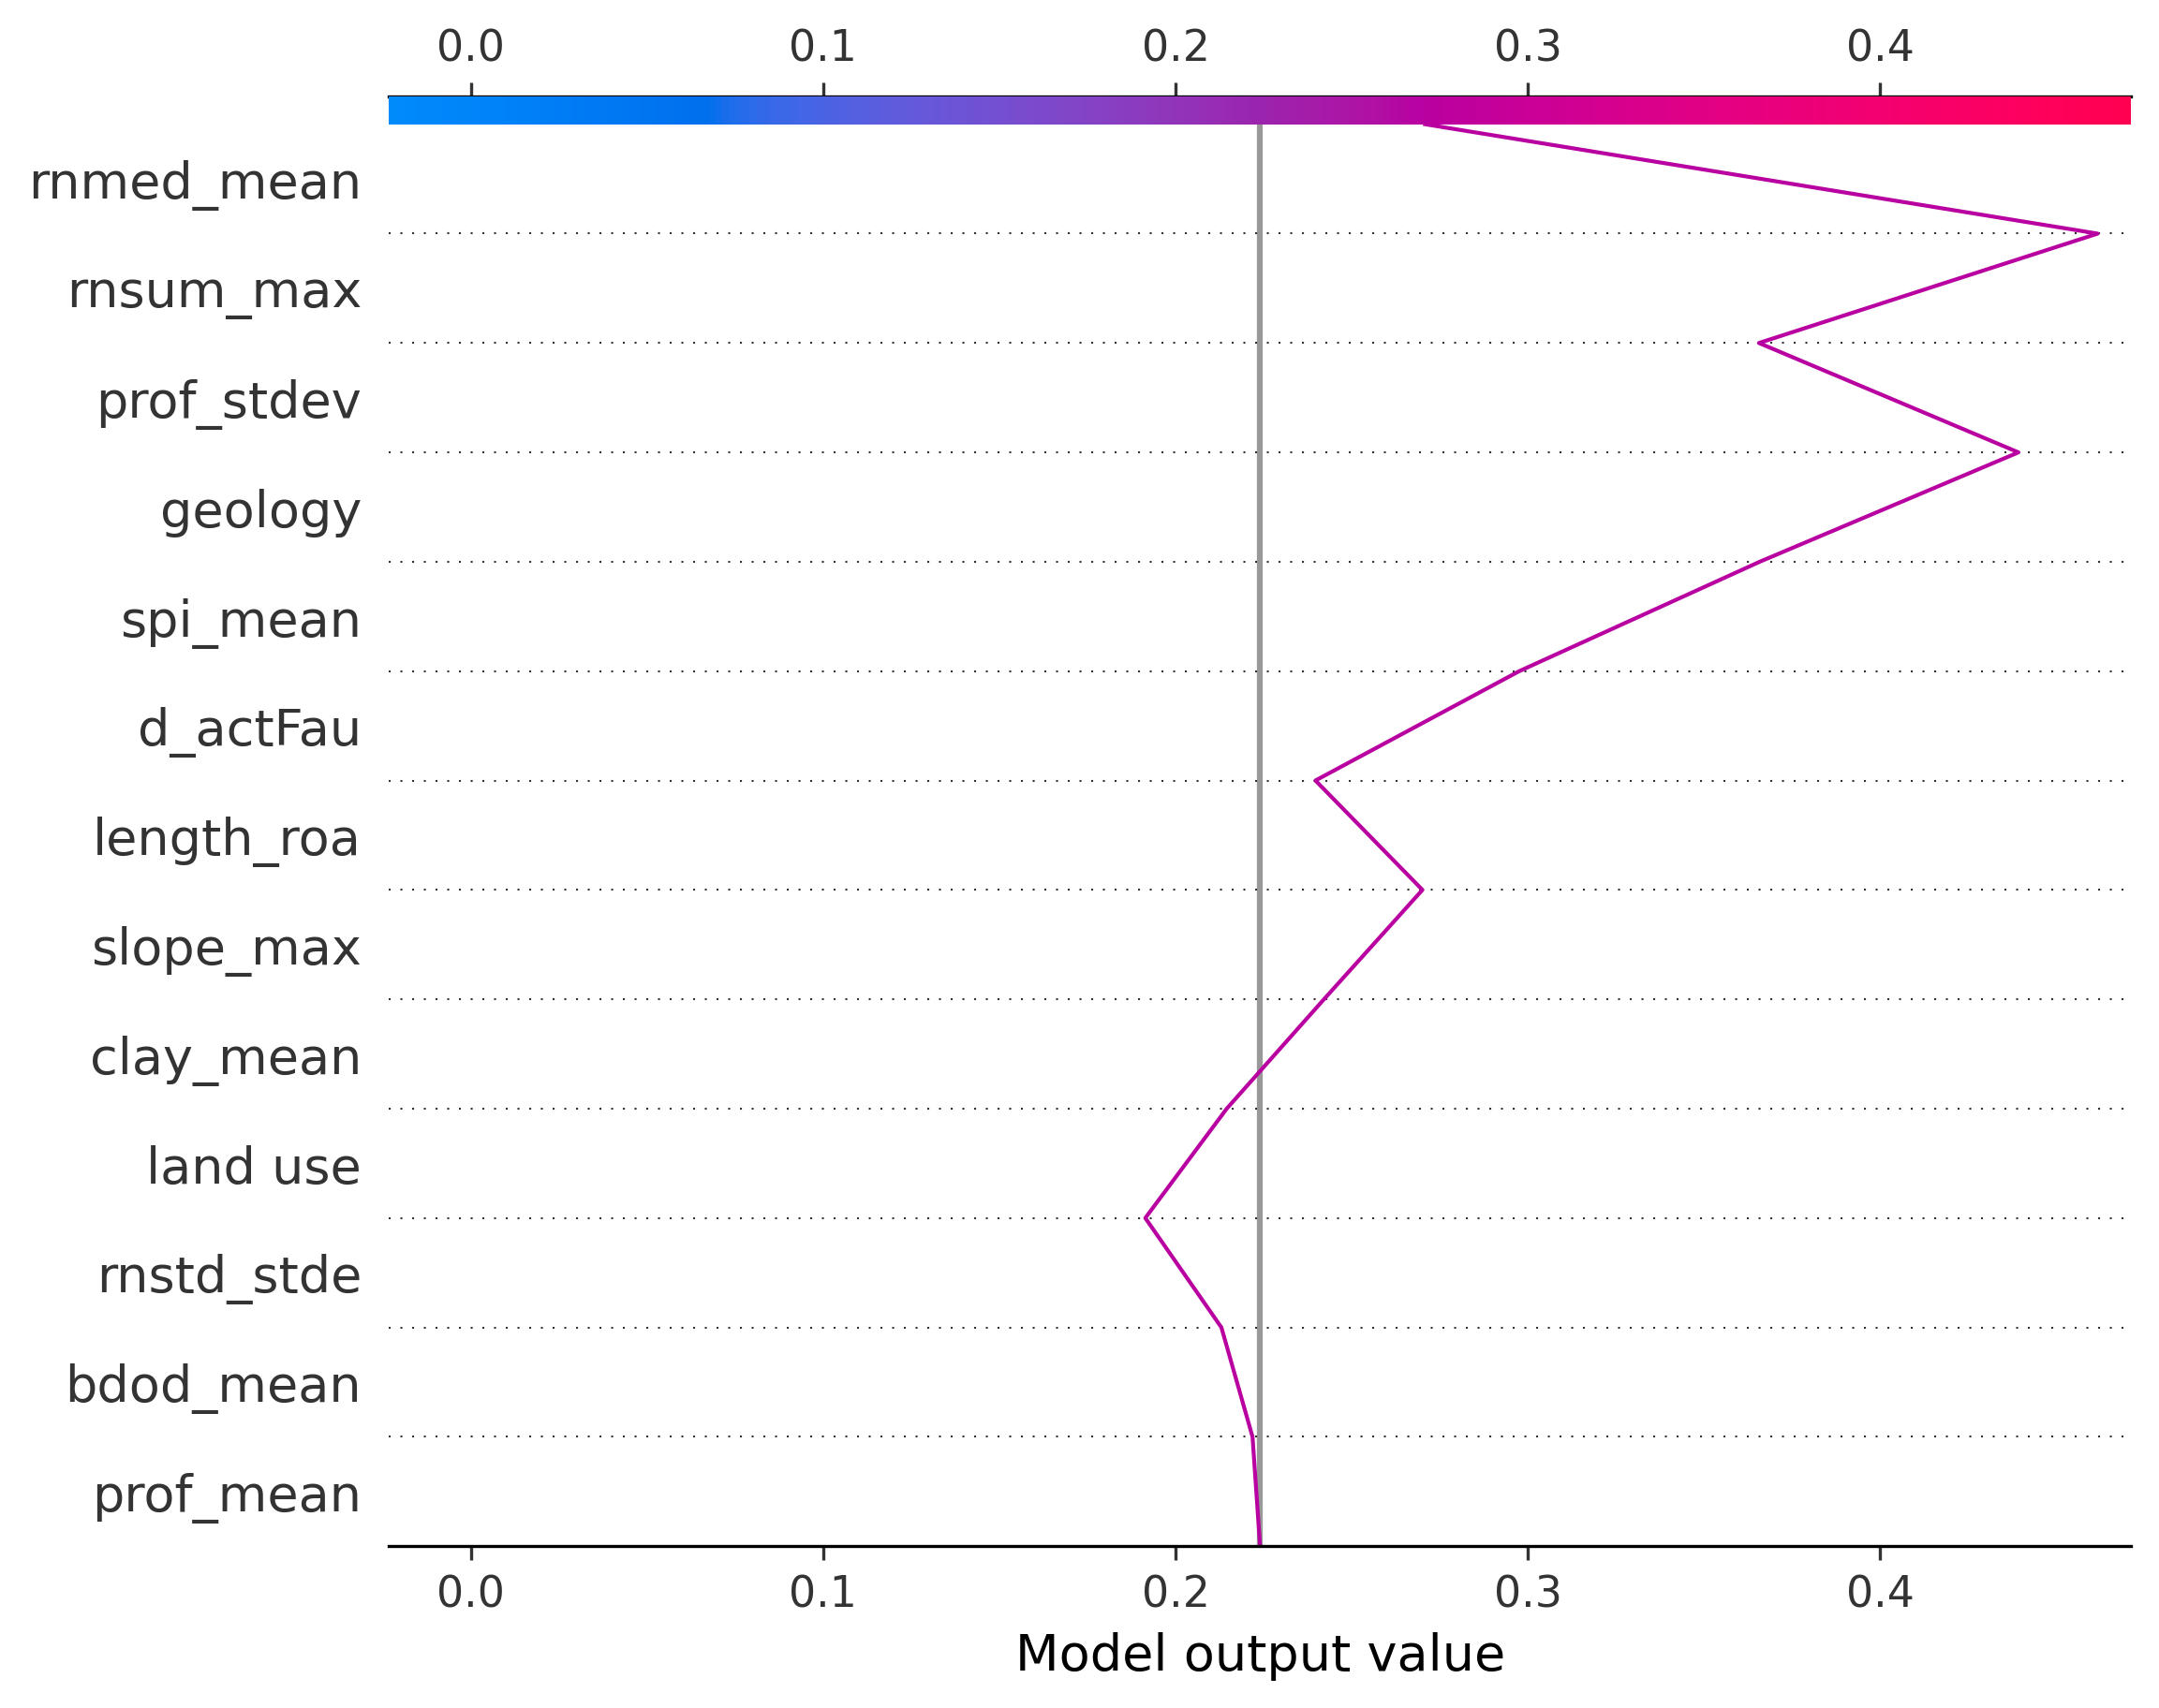 0.0 0.1 0.2 0.3 0.4
rnmed_mean
rnsum_max
prof_stdev
geology
spi_mean
d_actFau
length_roa
slope_max
clay_mean
land use
rnstd_stde
bdod_mean
prof_mean
0.0 0.1 0.2 0.3 0.4
Model output value